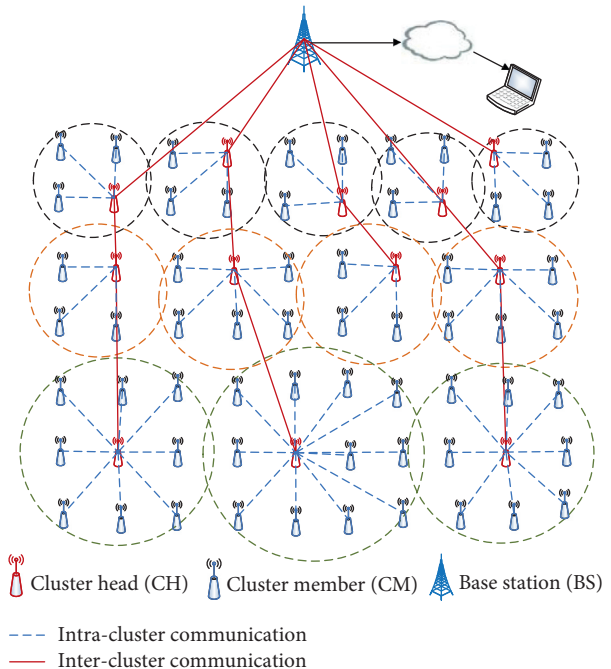 Cluster head (CH) Cluster member (CM) Base station (BS)
Intra-cluster communication
Inter-cluster communication